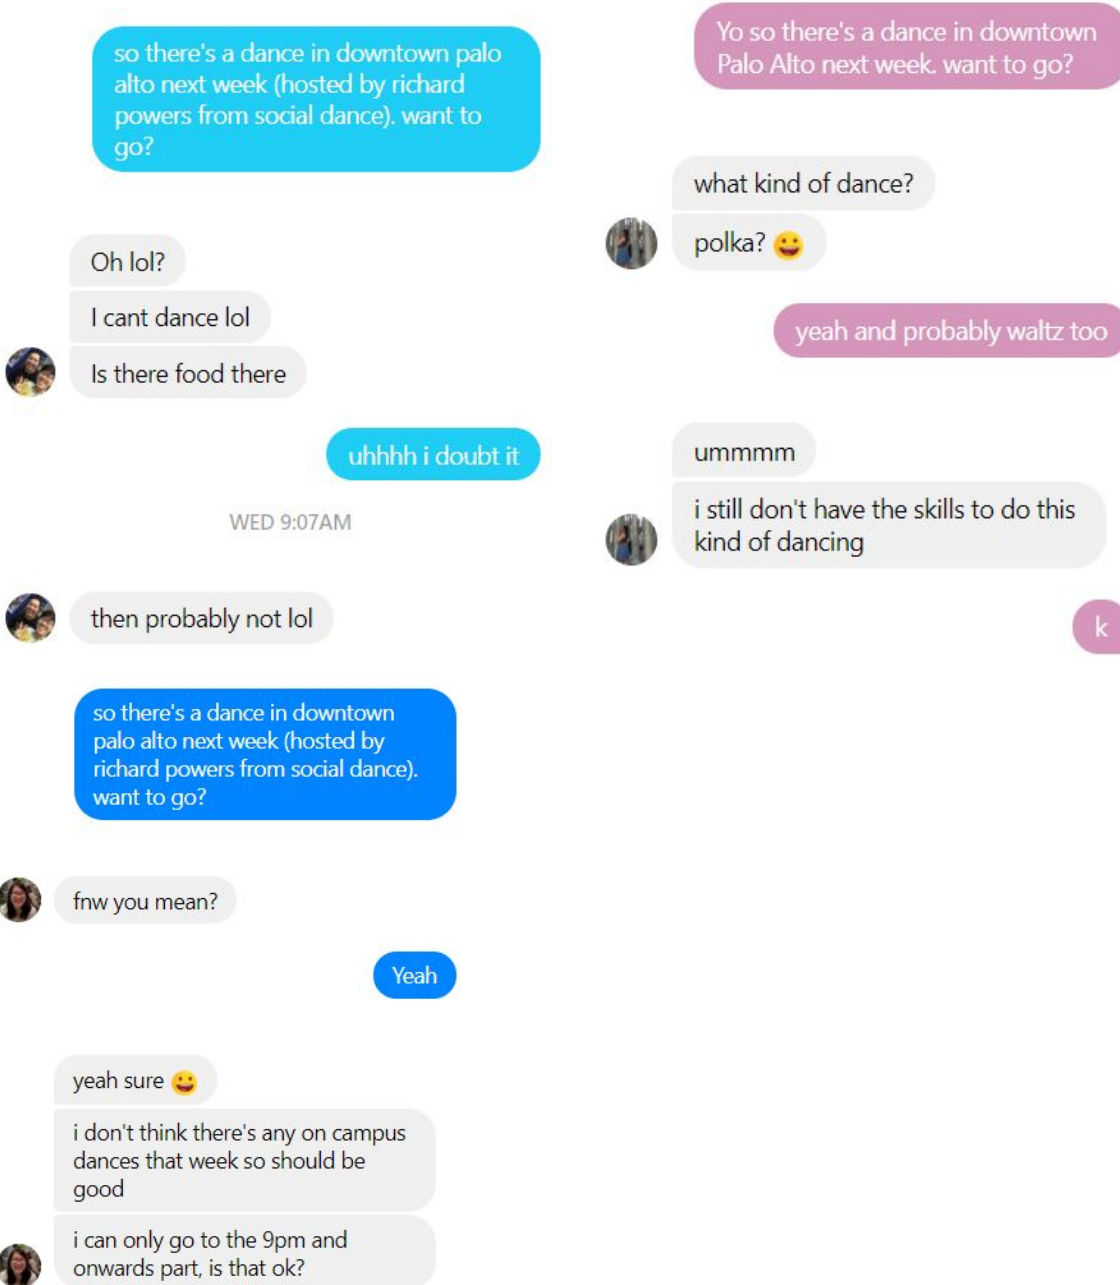 so there's a dance in downtown palo
alto next week (hosted by richard
powers from social dance). want to
go?
Oh lol?
I cant dance lol
Is there food there
uhhhh i doubt it
WED 9:07AM
then probably not lol
so there's a dance in downtown
palo alto next week (hosted by
richard powers from social dance).
want to go?
fnw you mean?
Yeah
yeah sure 😀
i don't think there's any on campus
dances that week so should be
good
i can only go to the 9pm and
onwards part, is that ok?
Yo so there's a dance in downtown
Palo Alto next week. want to go?
what kind of dance?
polka? 😀
yeah and probably waltz too
ummmm
i still don't have the skills to do this
kind of dancing
k